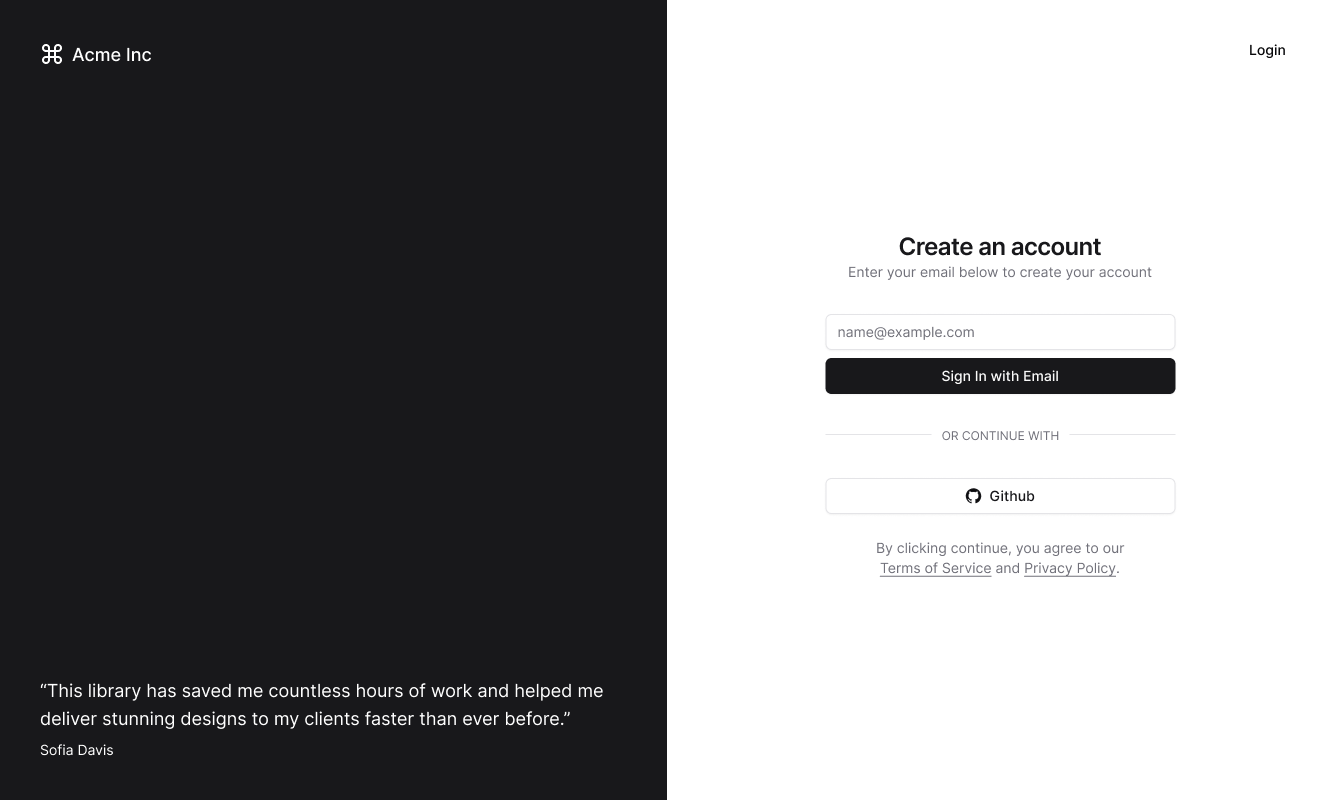 Acme Inc
Login
Create an account
Enter your email below to create your account
name@example.com
Sign In with Email
OR CONTINUE WITH
Github
By clicking continue, you agree to our
Terms of Service and Privacy Policy.
“This library has saved me countless hours of work and helped me
deliver stunning designs to my clients faster than ever before.”
Sofia Davis